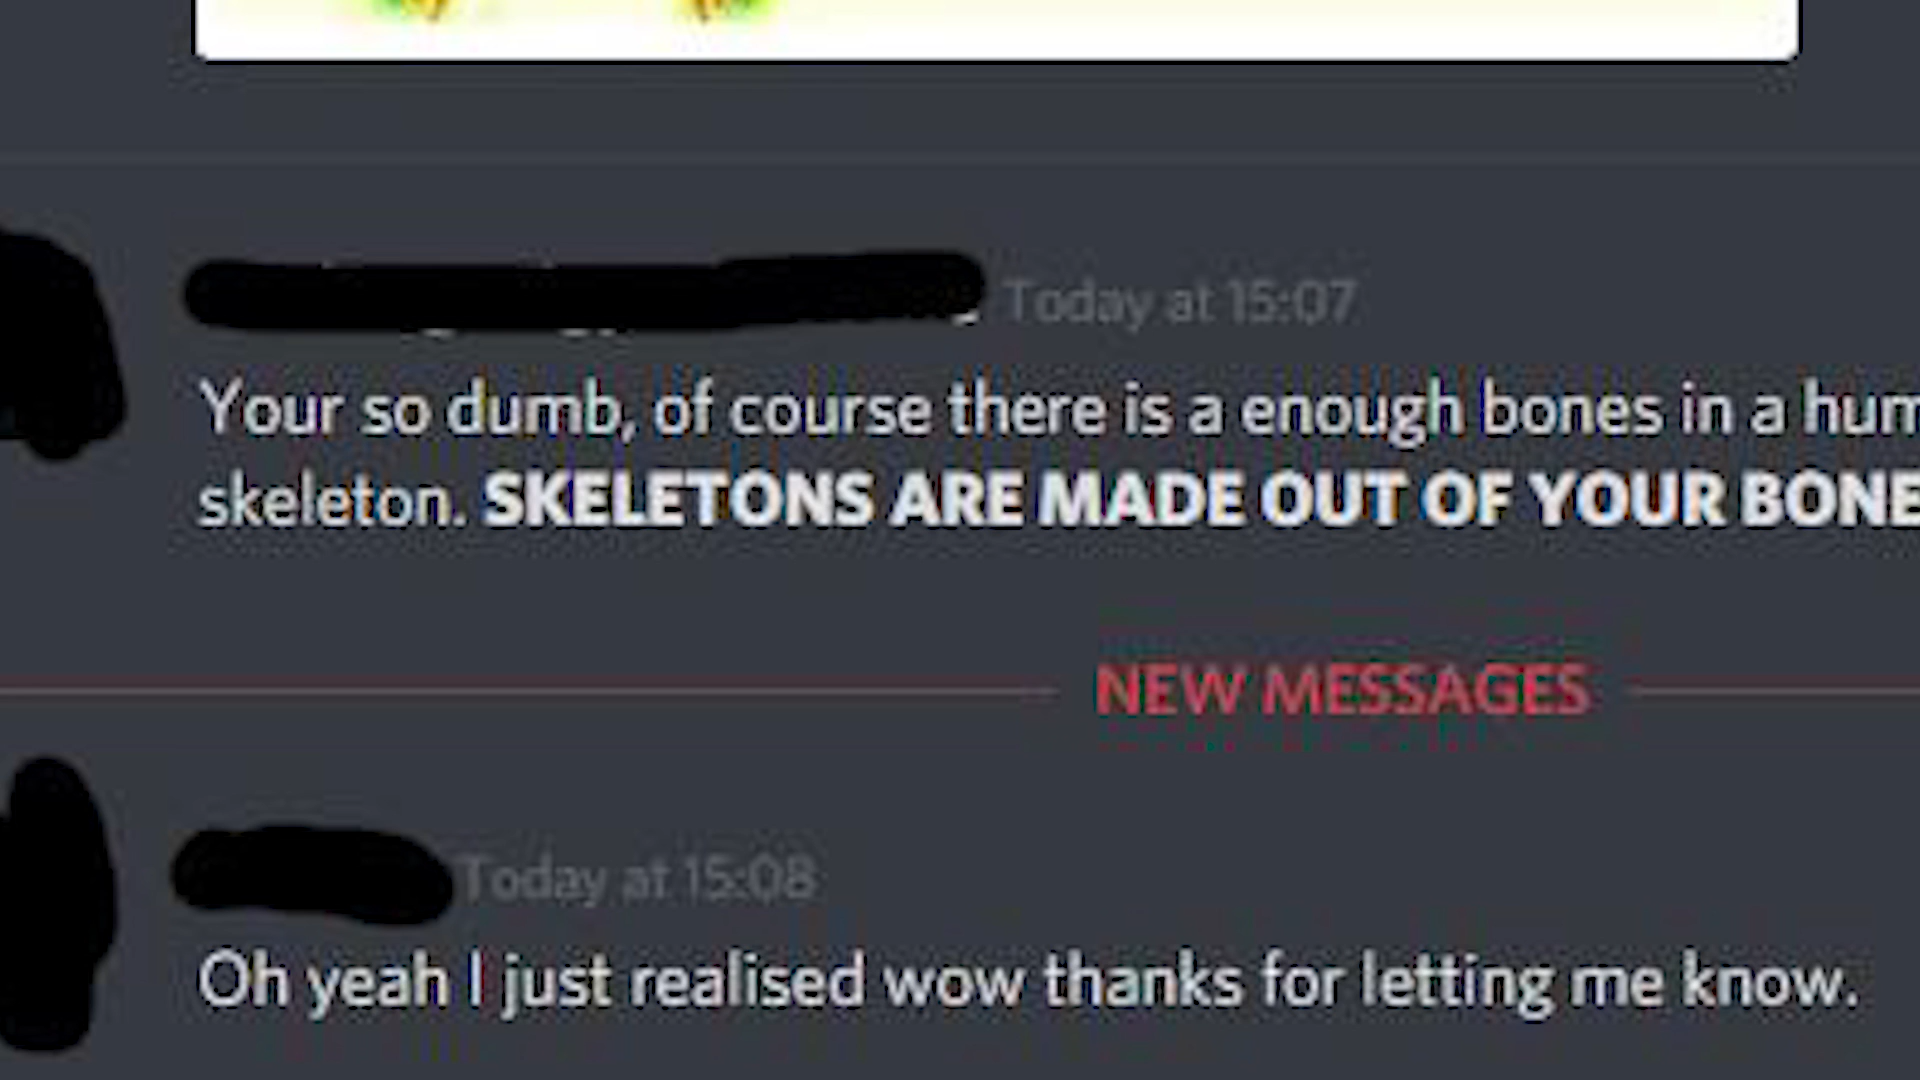 Today at 15:07
Your so dumb, of course there is a enough bones in a hum
skeleton. SKELETONS ARE MADE OUT OF YOUR BONE
NEW MESSAGES
Today at 15:08
Oh yeah I just realised wow thanks for letting me know.